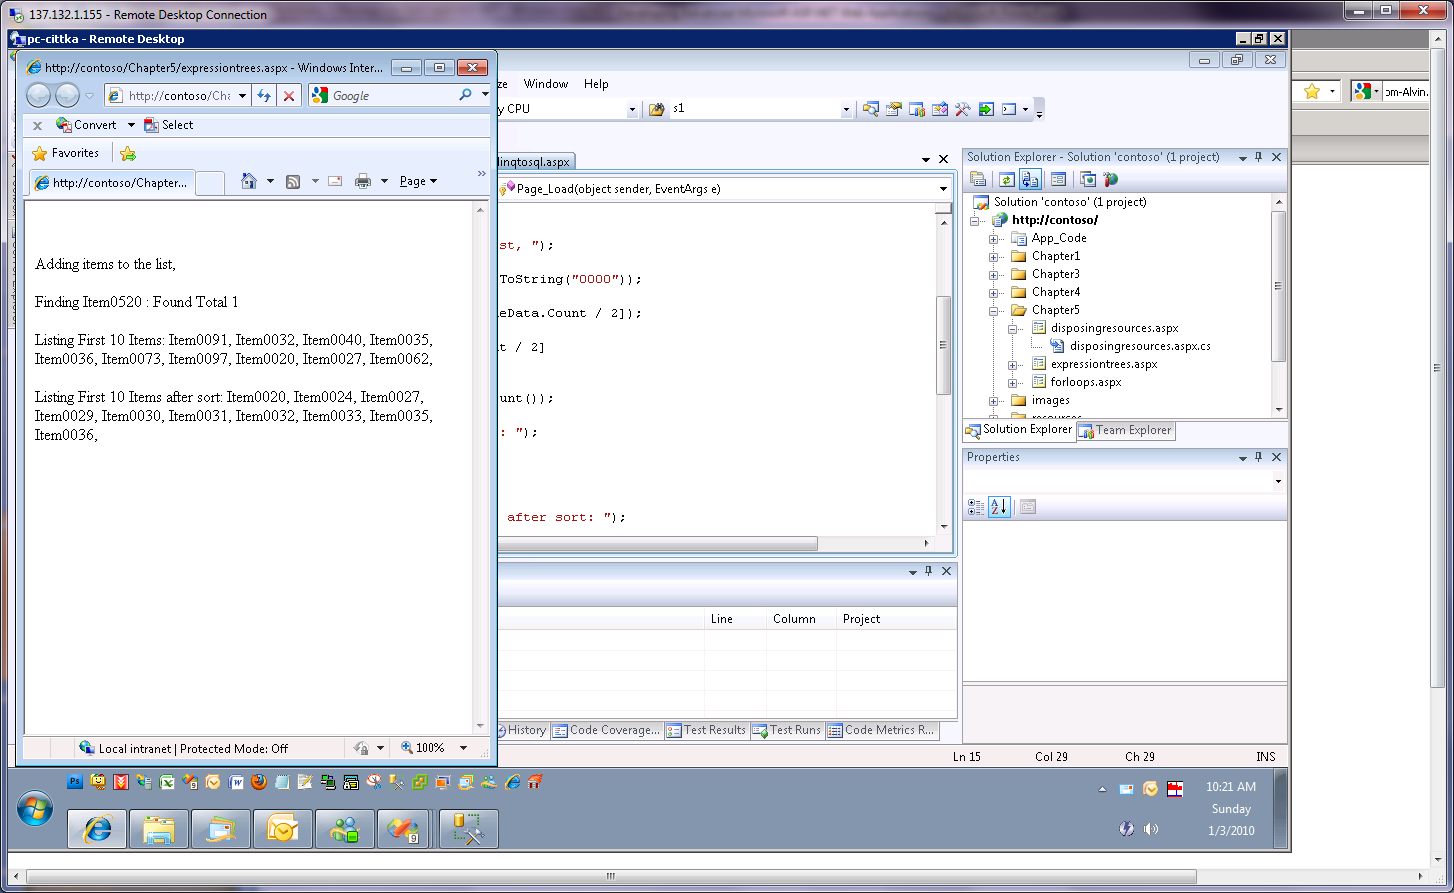 137.132.1.155 - Remote Desktop Connection
pc-cittka - Remote Desktop
http://contoso/Chapter5/expressiontrees.aspx - Windows Inter...
ze Window Help
http://contoso/Cha
Google
y CPU
s1
om-Alvin.
Convert Select
Favorites
linqtosql.aspx
Solution Explorer - Solution 'contoso' (1 project)
http://contoso/Chapter...
Page
Page_Load(object sender, EventArgs e)
Solution 'contoso' (1 project)
http://contoso/
App_Code
Chapter1
Chapter3
Chapter4
Chapter5
disposingresources.aspx
disposingresources.aspx.cs
expressiontrees.aspx
forloops.aspx
images
resources
st, ");
ToString("0000"));
eData.Count / 2]);
t / 2]
unt());
: ");
after sort: ");
Adding items to the list,
Finding Item0520 : Found Total 1
Listing First 10 Items: Item0091, Item0032, Item0040, Item0035,
Item0036, Item0073, Item0097, Item0020, Item0027, Item0062,
Listing First 10 Items after sort: Item0020, Item0024, Item0027,
Item0029, Item0030, Item0031, Item0032, Item0033, Item0035,
Item0036,
Solution Explorer Team Explorer
Properties
Line Column Project
History Code Coverage... Test Results Test Runs Code Metrics R...
Local intranet | Protected Mode: Off
100%
Ln 15 Col 29 Ch 29 INS
10:21 AM
Sunday
1/3/2010
9